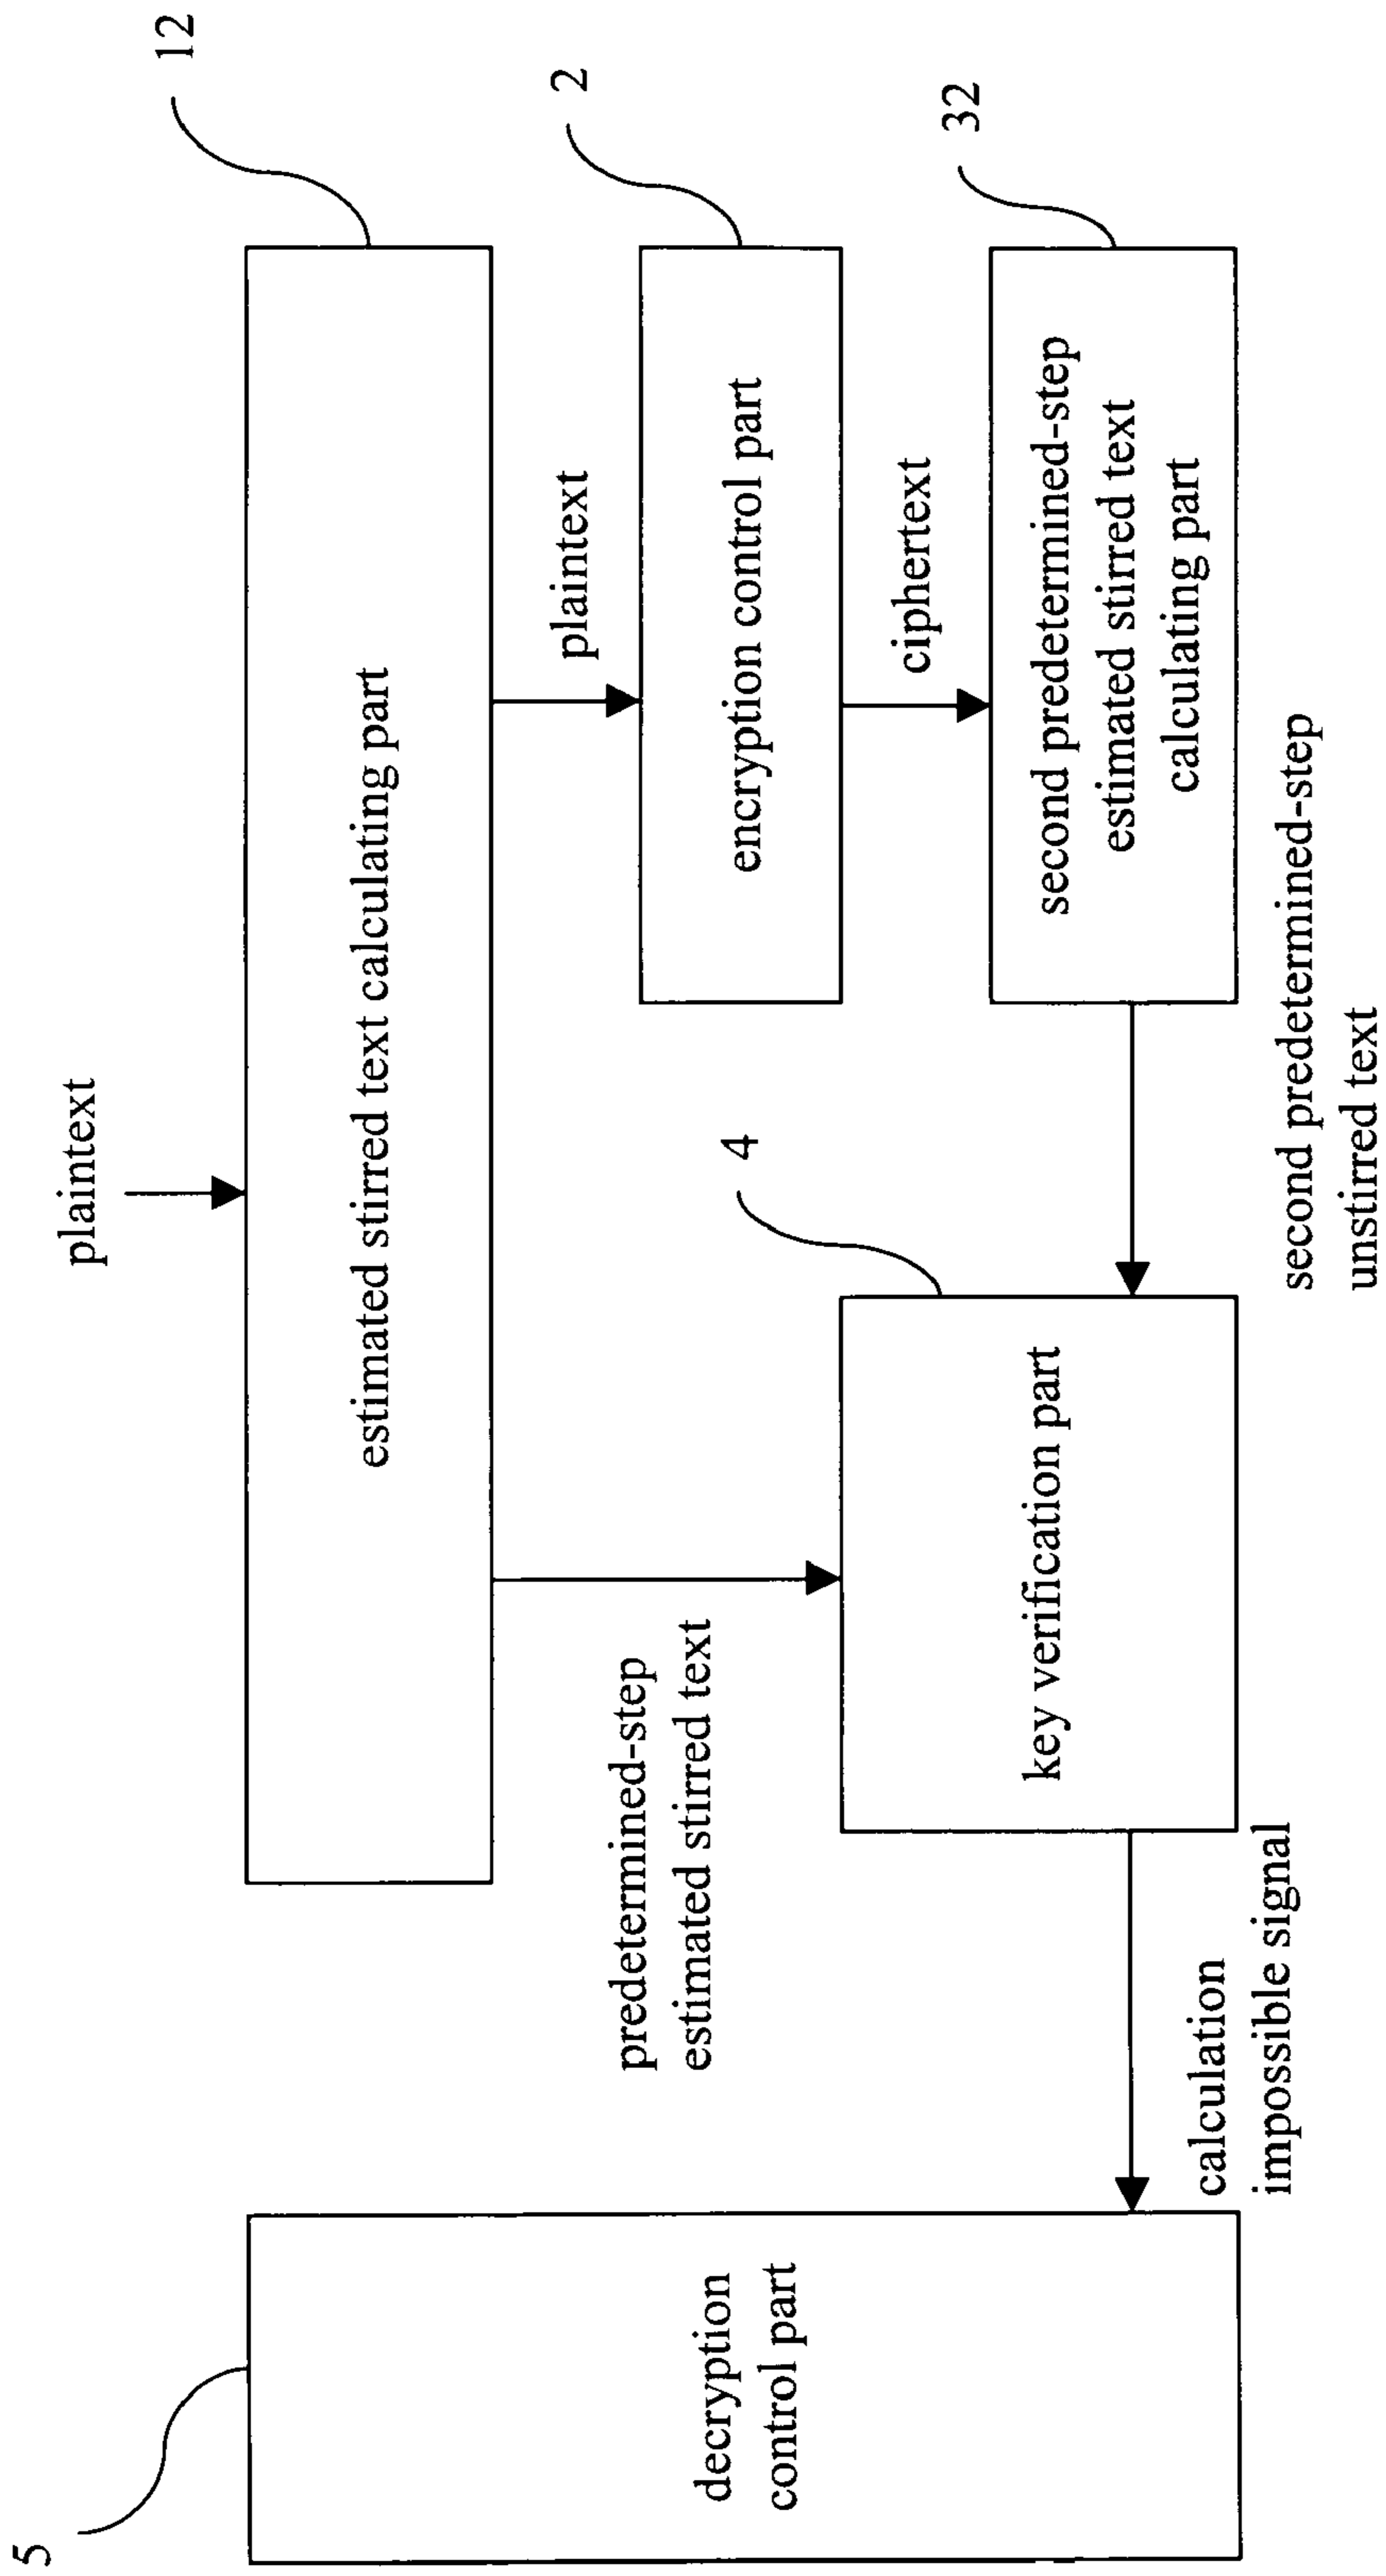 5
12
plaintext
estimated stirred text calculating part
decryption
control part
predetermined-step
estimated stirred text
plaintext
2
encryption control part
4
key verification part
ciphertext
32
second predetermined-step
estimated stirred text
calculating part
calculation
impossible signal
second predetermined-step
unstirred text